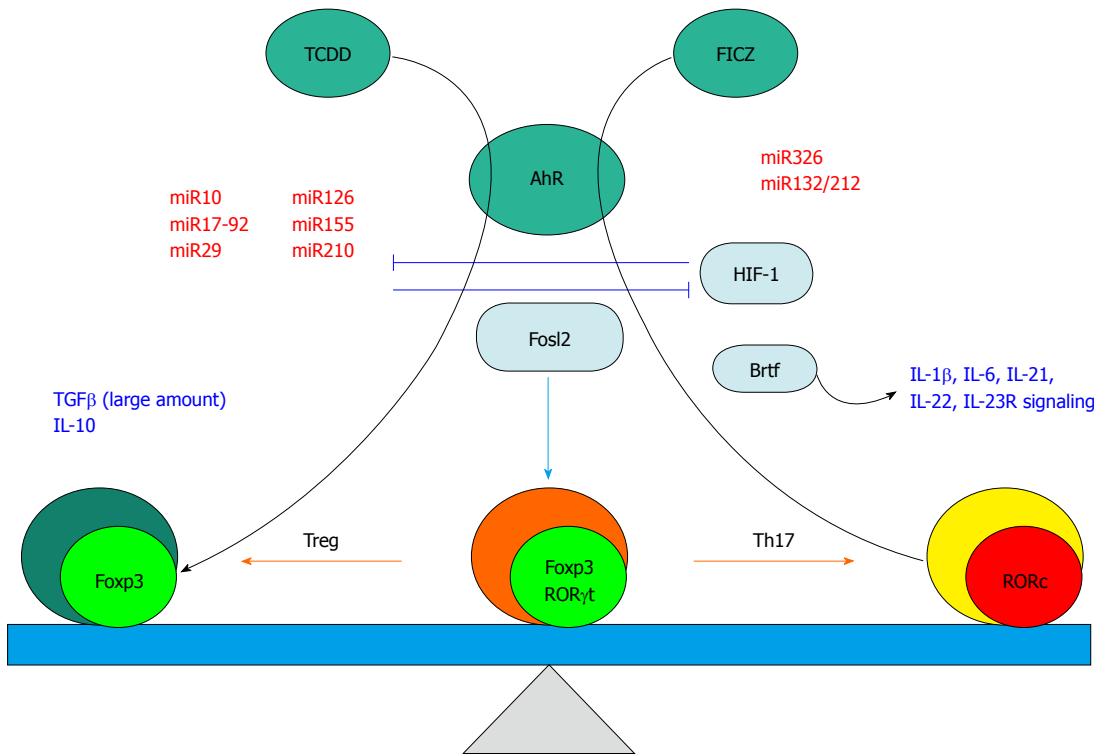 TCDD
FICZ
AhR
miR326
miR132/212
miR10
miR17-92
miR29
miR126
miR155
miR210
HIF-1
Fosl2
Brtf
IL-1β, IL-6, IL-21,
IL-22, IL-23R signaling
TGFβ (large amount)
IL-10
Treg
Th17
Foxp3
Foxp3
RORγt
RORc